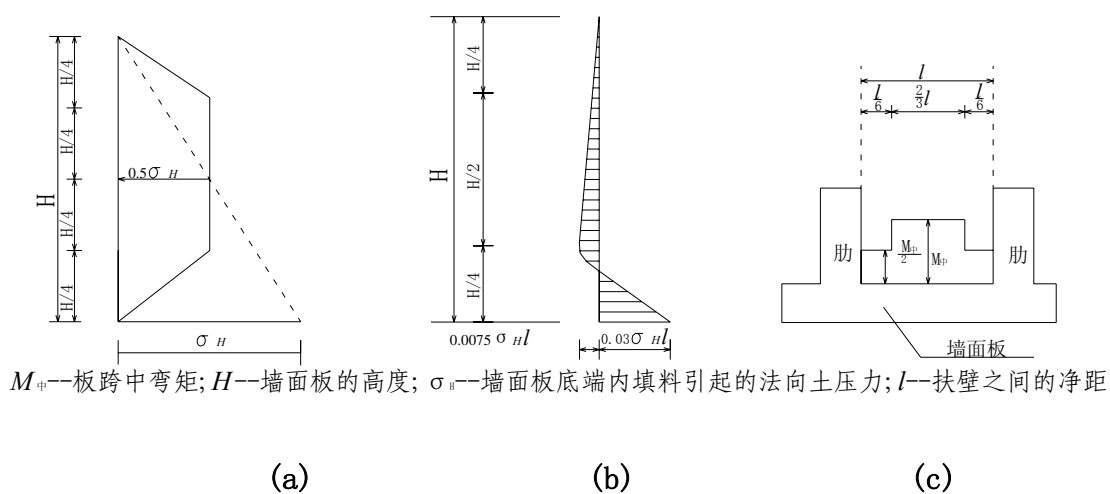 H
H/4
H/4
H/4
H/4
0.5σ H
σ H
H
H/4
H/2
H/4
0.0075 σ H l
0.03σ H l
l
l/6
2/3 l
l/6
肋
M中/2
M中
肋
墙面板
M中--板跨中弯矩; H--墙面板的高度; σH--墙面板底端内填料引起的法向土压力; l--扶壁之间的净距
(a)
(b)
(c)